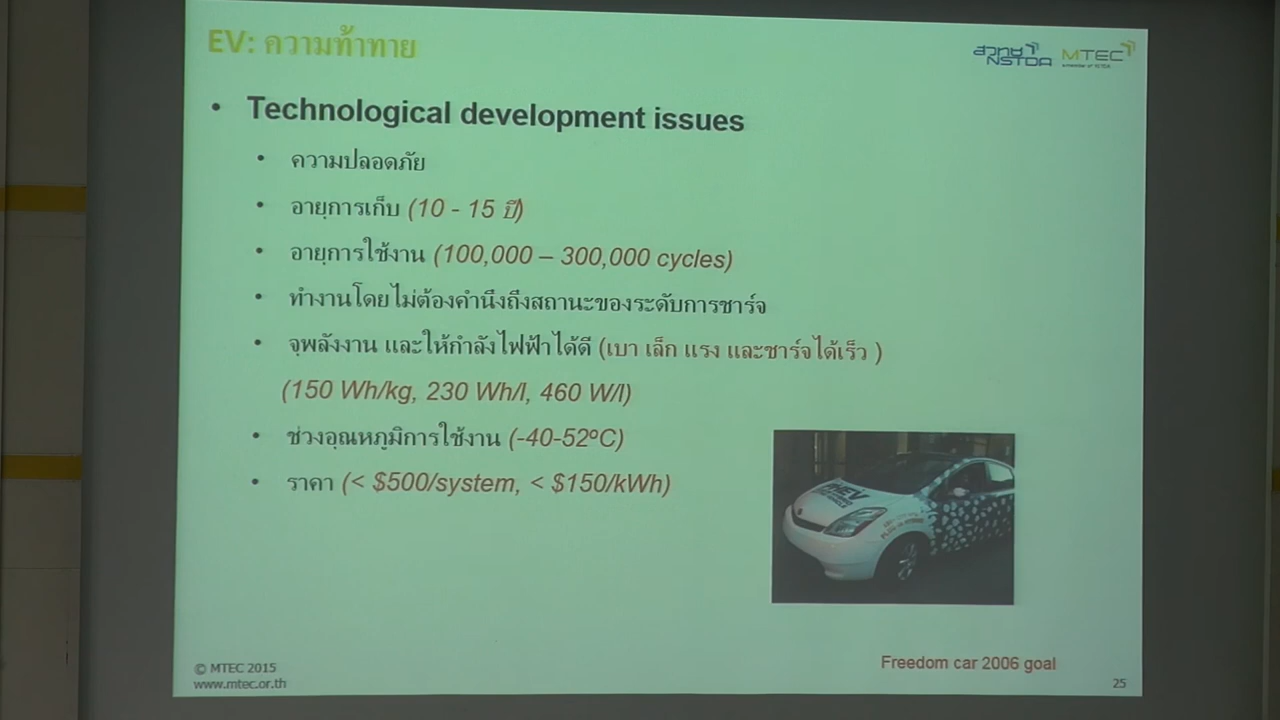 EV: ความท้าทาย
สวทช
NSTDA
MTEC
• Technological development issues
• ความปลอดภัย
• อายุการเก็บ (10 - 15 ปี)
• อายุการใช้งาน (100,000 – 300,000 cycles)
• ทำงานโดยไม่ต้องคำนึงถึงสถานะของระดับการชาร์จ
• จุพลังงาน และให้กำลังไฟฟ้าได้ดี (เบา เล็ก แรง และชาร์จได้เร็ว )
(150 Wh/kg, 230 Wh/l, 460 W/l)
• ช่วงอุณหภูมิการใช้งาน (-40-52ºC)
• ราคา (< $500/system, < $150/kWh)
PHEV
Freedom car 2006 goal
© MTEC 2015
www.mtec.or.th
25